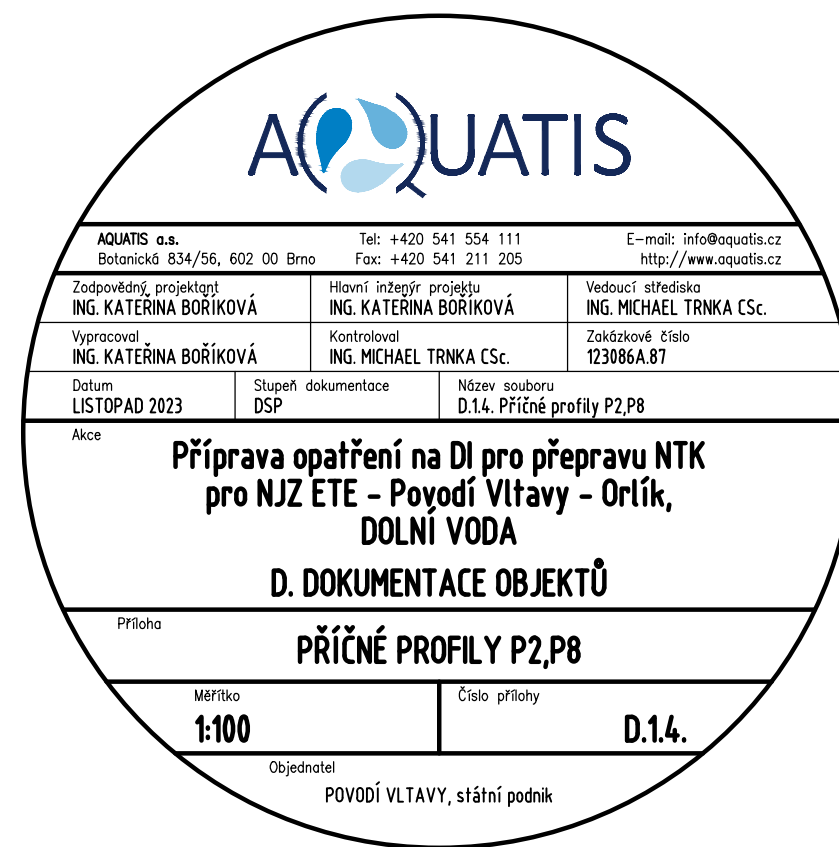 AQUATIS
AQUATIS a.s. Tel: +420 541 554 111 E-mail: info@aquatis.cz
Botanická 834/56, 602 00 Brno Fax: +420 541 211 205 http://www.aquatis.cz
Zodpovědný projektant Hlavní inženýr projektu Vedoucí střediska
ING. KATEŘINA BOŘÍKOVÁ ING. KATEŘINA BOŘÍKOVÁ ING. MICHAEL TRNKA CSc.
Vypracoval Kontroloval Zakázkové číslo
ING. KATEŘINA BOŘÍKOVÁ ING. MICHAEL TRNKA CSc. 123086A.87
Datum Stupeň dokumentace Název souboru
LISTOPAD 2023 DSP D.1.4. Příčné profily P2,P8
Akce
Příprava opatření na DI pro přepravu NTK
pro NJZ ETE - Povodí Vltavy - Orlík,
DOLNÍ VODA
D. DOKUMENTACE OBJEKTŮ
Příloha
PŘÍČNÉ PROFILY P2,P8
Měřítko Číslo přílohy
1:100 D.1.4.
Objednatel
POVODÍ VLTAVY, státní podnik